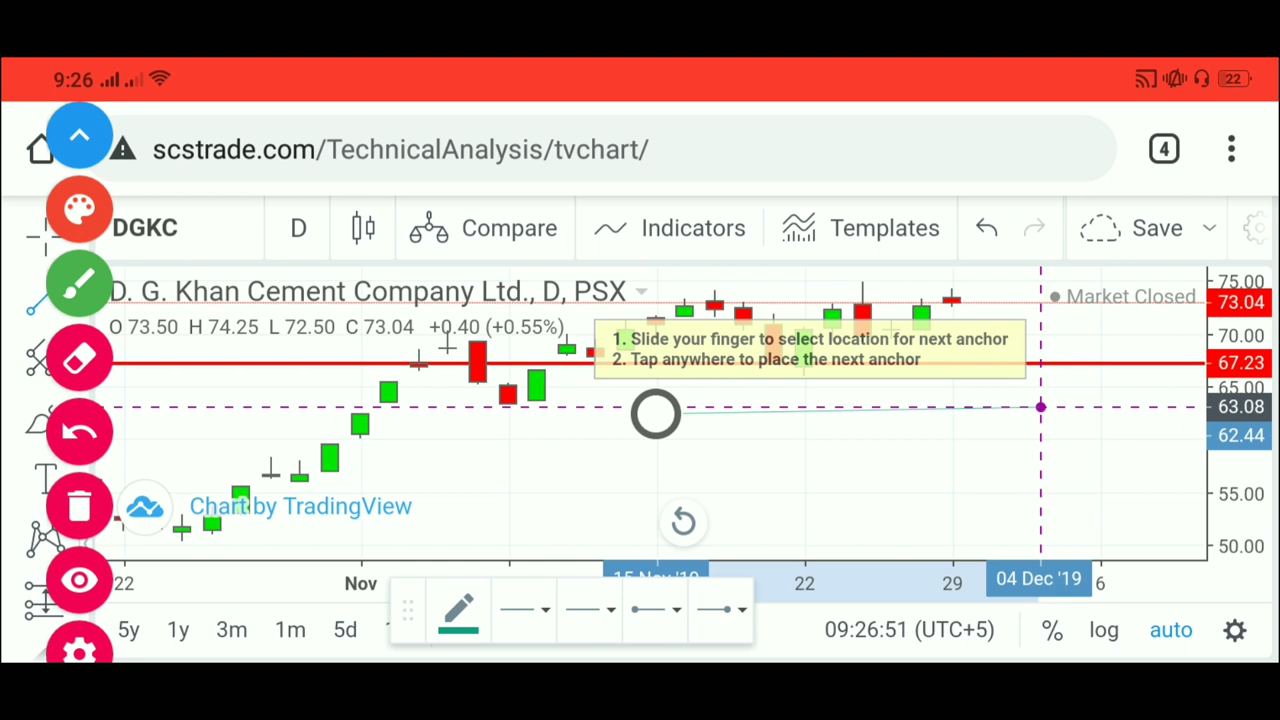 9:26
22
scstrade.com/TechnicalAnalysis/tvchart/
4
DGKC D Compare Indicators Templates Save
D. G. Khan Cement Company Ltd., D, PSX
Market Closed
O 73.50 H 74.25 L 72.50 C 73.04 +0.40 (+0.55%)
1. Slide your finger to select location for next anchor
2. Tap anywhere to place the next anchor
75.00
73.04
70.00
67.23
65.00
63.08
62.44
55.00
50.00
Chart by TradingView
22 Nov 15 Nov '19 22 29 04 Dec '19 6
5y 1y 3m 1m 5d 09:26:51 (UTC+5) % log auto